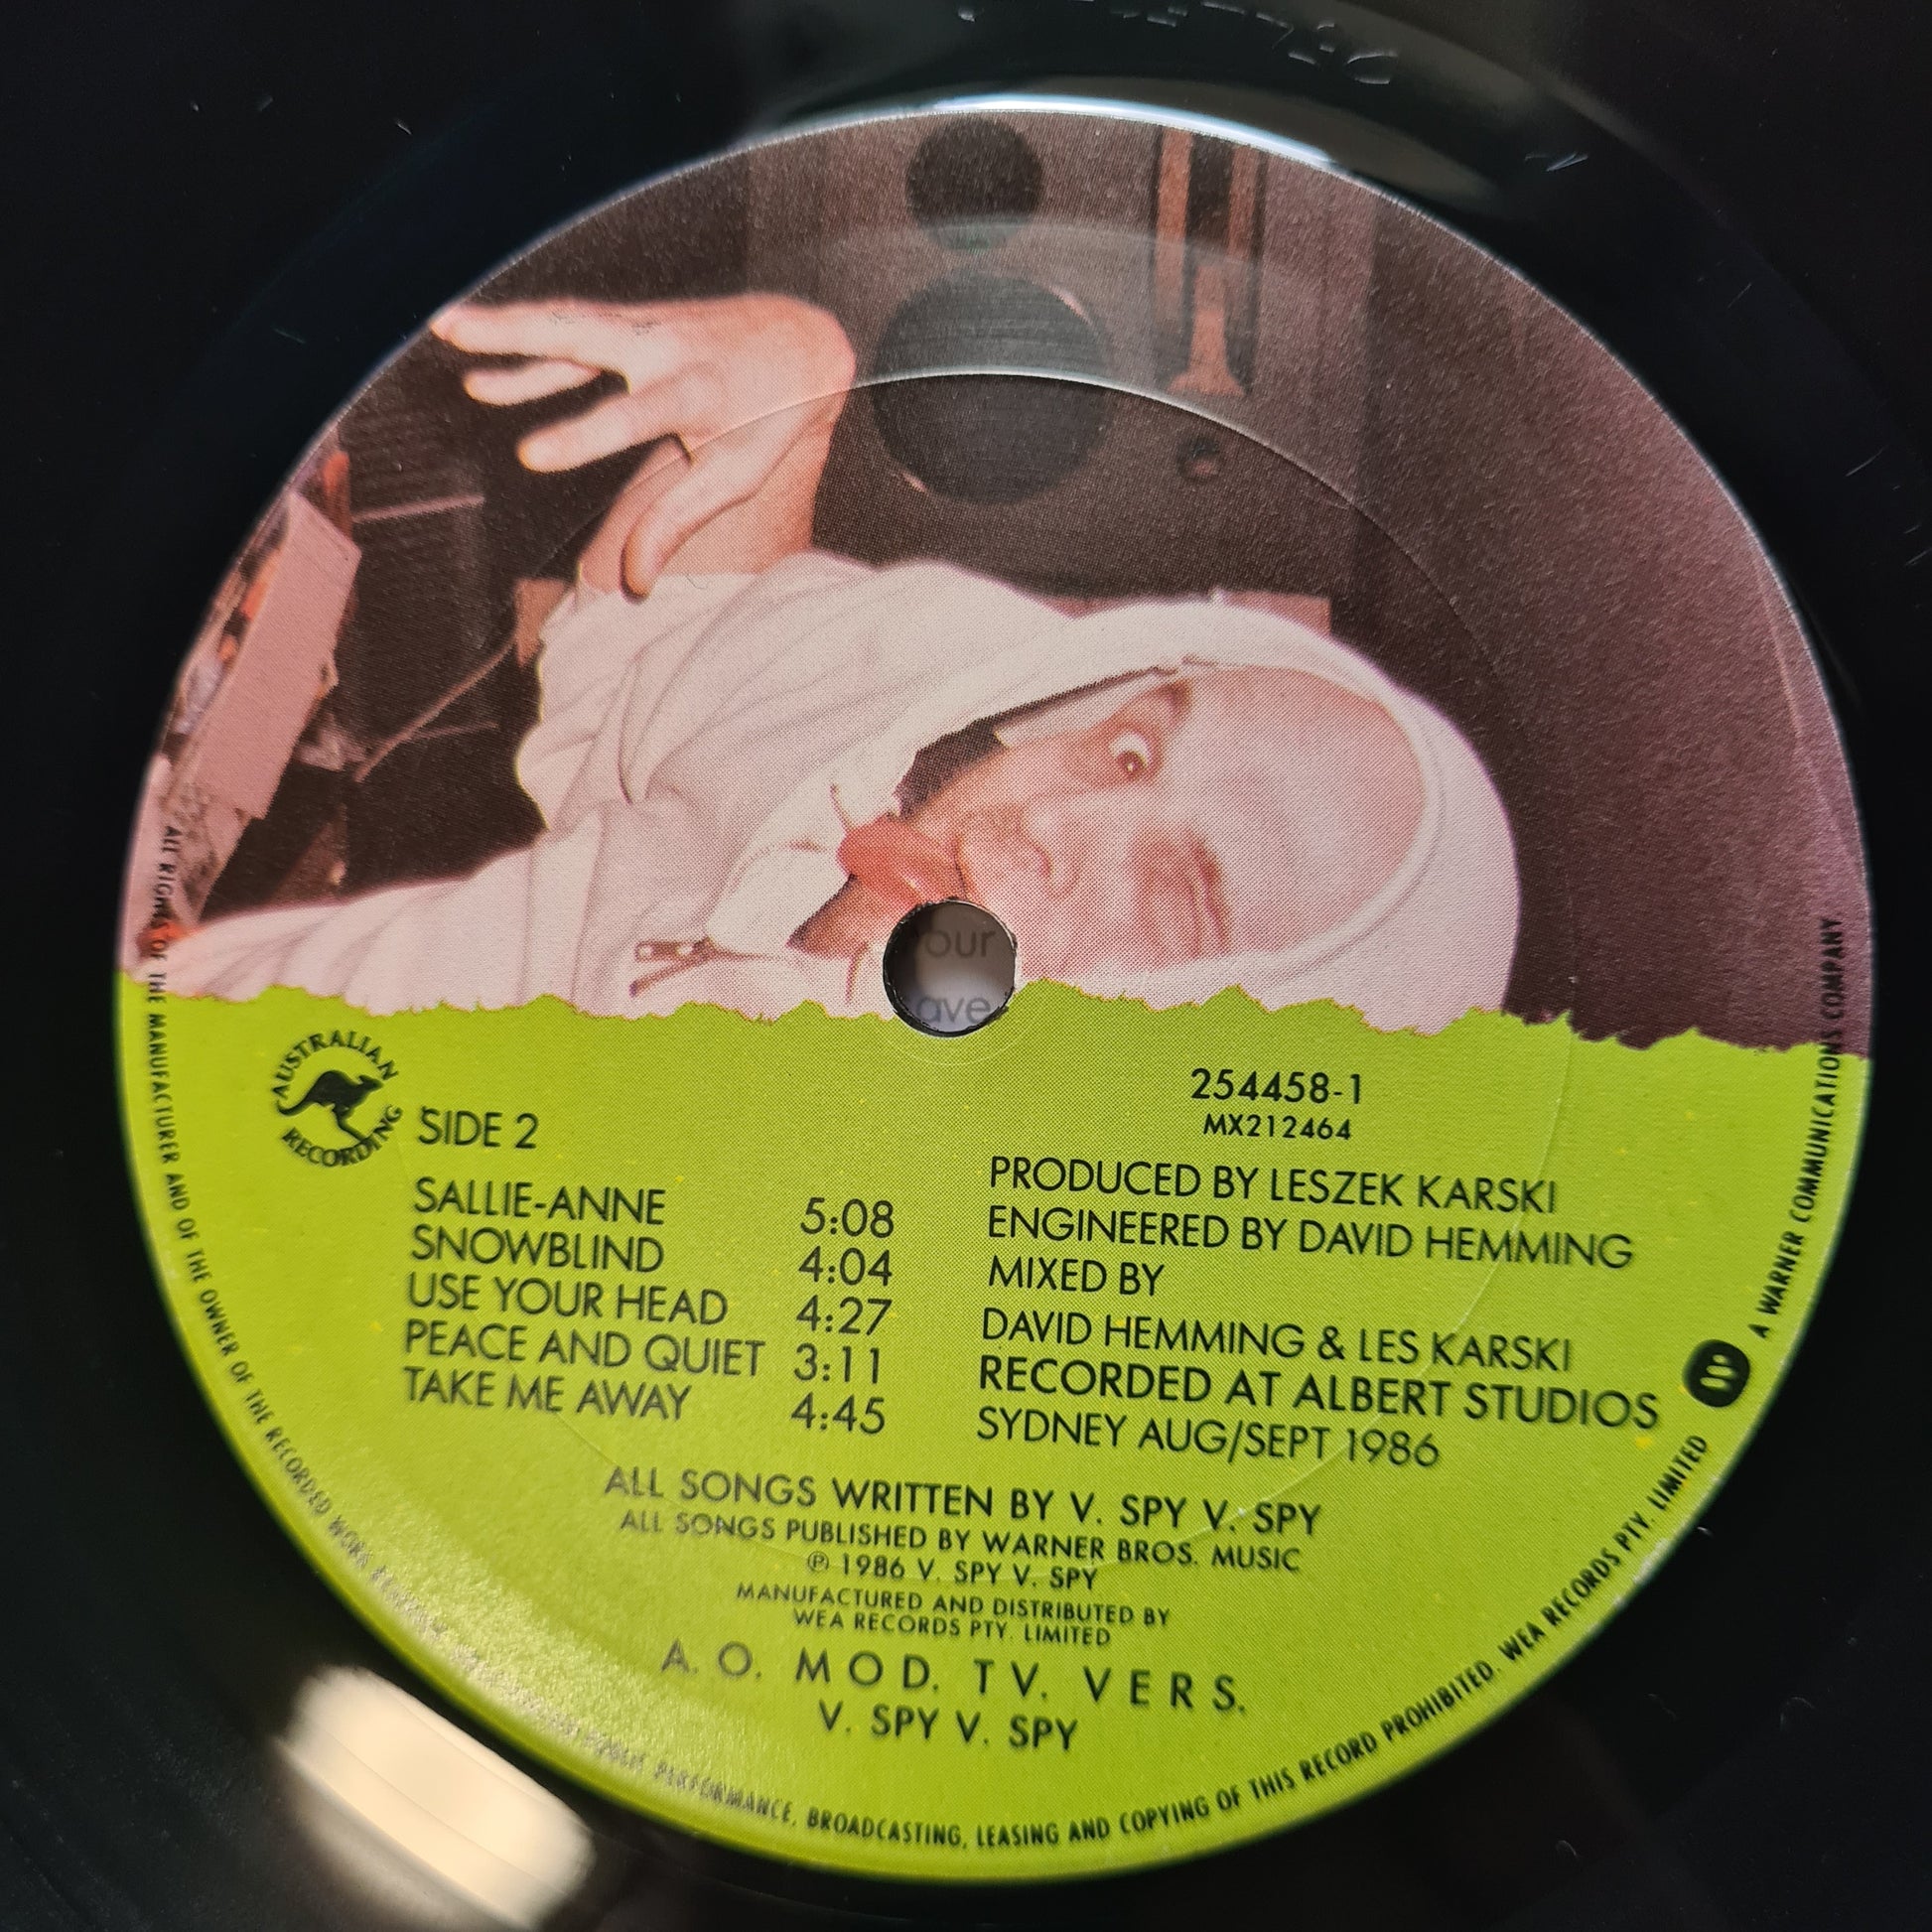 our
ave
AUSTRALIAN
RECORDING
SIDE 2
SALLIE-ANNE 5:08
SNOWBLIND 4:04
USE YOUR HEAD 4:27
PEACE AND QUIET 3:11
TAKE ME AWAY 4:45
254458-1
MX212464
PRODUCED BY LESZEK KARSKI
ENGINEERED BY DAVID HEMMING
MIXED BY
DAVID HEMMING & LES KARSKI
RECORDED AT ALBERT STUDIOS
SYDNEY AUG/SEPT 1986
ALL SONGS WRITTEN BY V. SPY V. SPY
ALL SONGS PUBLISHED BY WARNER BROS. MUSIC
℗ 1986 V. SPY V. SPY
MANUFACTURED AND DISTRIBUTED BY
WEA RECORDS PTY. LIMITED
A. O. MOD. TV. VERS.
V. SPY V. SPY
ALL RIGHTS OF THE MANUFACTURER AND OF THE OWNER OF THE RECORDED WORK PUBLIC PERFORMANCE, BROADCASTING, LEASING AND COPYING OF THIS RECORD PROHIBITED. WEA RECORDS PTY. LIMITED
A WARNER COMMUNICATIONS COMPANY